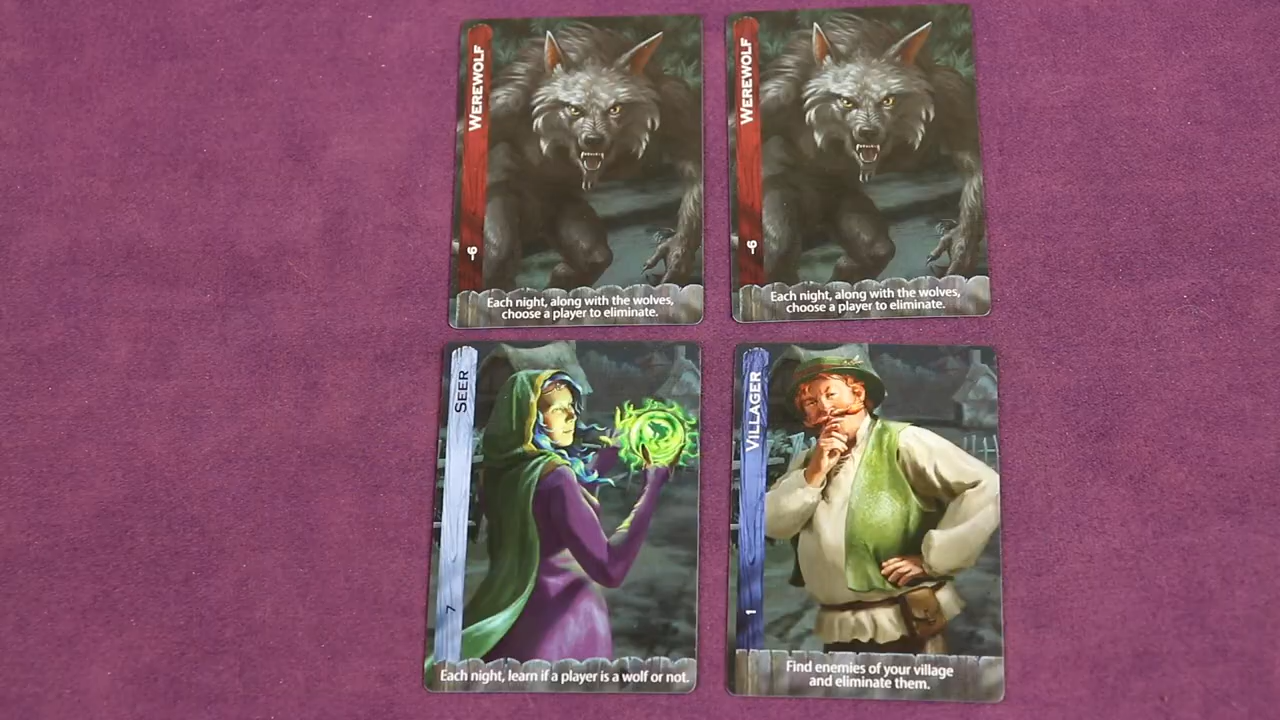 WEREWOLF
-6
Each night, along with the wolves,
choose a player to eliminate.
WEREWOLF
-6
Each night, along with the wolves,
choose a player to eliminate.
SEER
7
Each night, learn if a player is a wolf or not.
VILLAGER
1
Find enemies of your village
and eliminate them.